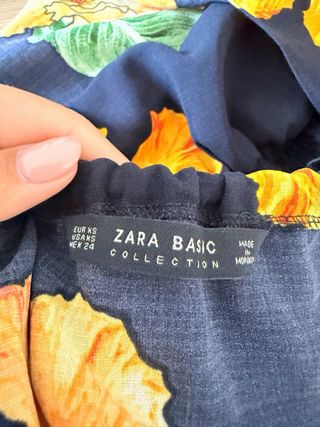 EUR XS
USA XS
MEX 24
ZARA BASIC
COLLECTION
MADE
IN
MOROCCO